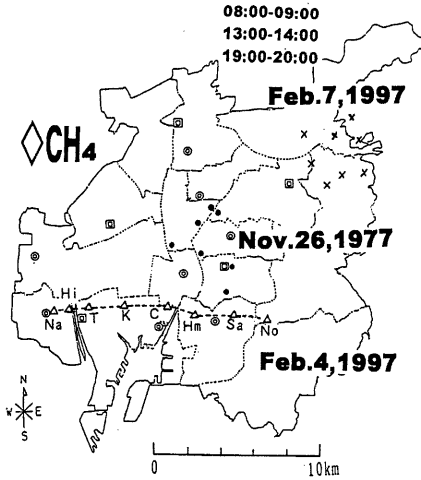 08:00-09:00
13:00-14:00
19:00-20:00
Feb.7,1997
CH4
Nov.26,1977
Hi
Na T K C Hm Sa No
Feb.4,1997
N
W E
S
0 10km